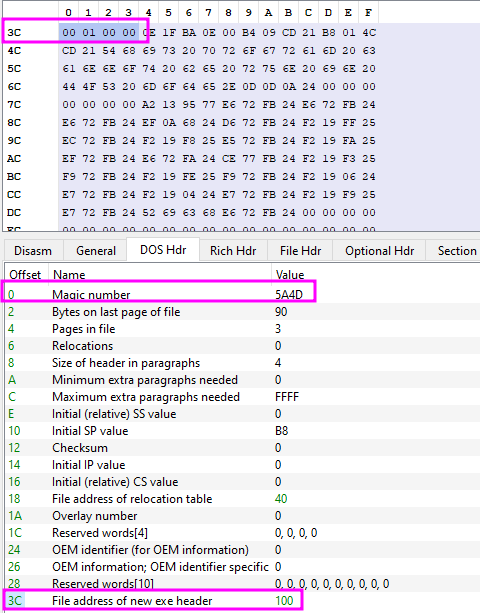 0 1 2 3 4 5 6 7 8 9 A B C D E F
3C 00 01 00 00 0E 1F BA 0E 00 B4 09 CD 21 B8 01 4C
4C CD 21 54 68 69 73 20 70 72 6F 67 72 61 6D 20 63
5C 61 6E 6E 6F 74 20 62 65 20 72 75 6E 20 69 6E 20
6C 44 4F 53 20 6D 6F 64 65 2E 0D 0D 0A 24 00 00 00
7C 00 00 00 00 A2 13 95 77 E6 72 FB 24 E6 72 FB 24
8C E6 72 FB 24 EF 0A 68 24 D6 72 FB 24 F2 19 FF 25
9C EC 72 FB 24 F2 19 F8 25 E5 72 FB 24 F2 19 FA 25
AC EF 72 FB 24 E6 72 FA 24 CE 77 FB 24 F2 19 F3 25
BC F9 72 FB 24 F2 19 FE 25 F9 72 FB 24 F2 19 06 24
CC E7 72 FB 24 F2 19 04 24 E7 72 FB 24 F2 19 F9 25
DC E7 72 FB 24 52 69 63 68 E6 72 FB 24 00 00 00 00
Disasm General DOS Hdr Rich Hdr File Hdr Optional Hdr Section
Offset Name Value
0 Magic number 5A4D
2 Bytes on last page of file 90
4 Pages in file 3
6 Relocations 0
8 Size of header in paragraphs 4
A Minimum extra paragraphs needed 0
C Maximum extra paragraphs needed FFFF
E Initial (relative) SS value 0
10 Initial SP value B8
12 Checksum 0
14 Initial IP value 0
16 Initial (relative) CS value 0
18 File address of relocation table 40
1A Overlay number 0
1C Reserved words[4] 0, 0, 0, 0
24 OEM identifier (for OEM information) 0
26 OEM information; OEM identifier specific 0
28 Reserved words[10] 0, 0, 0, 0, 0, 0, 0, 0, 0, 0
3C File address of new exe header 100